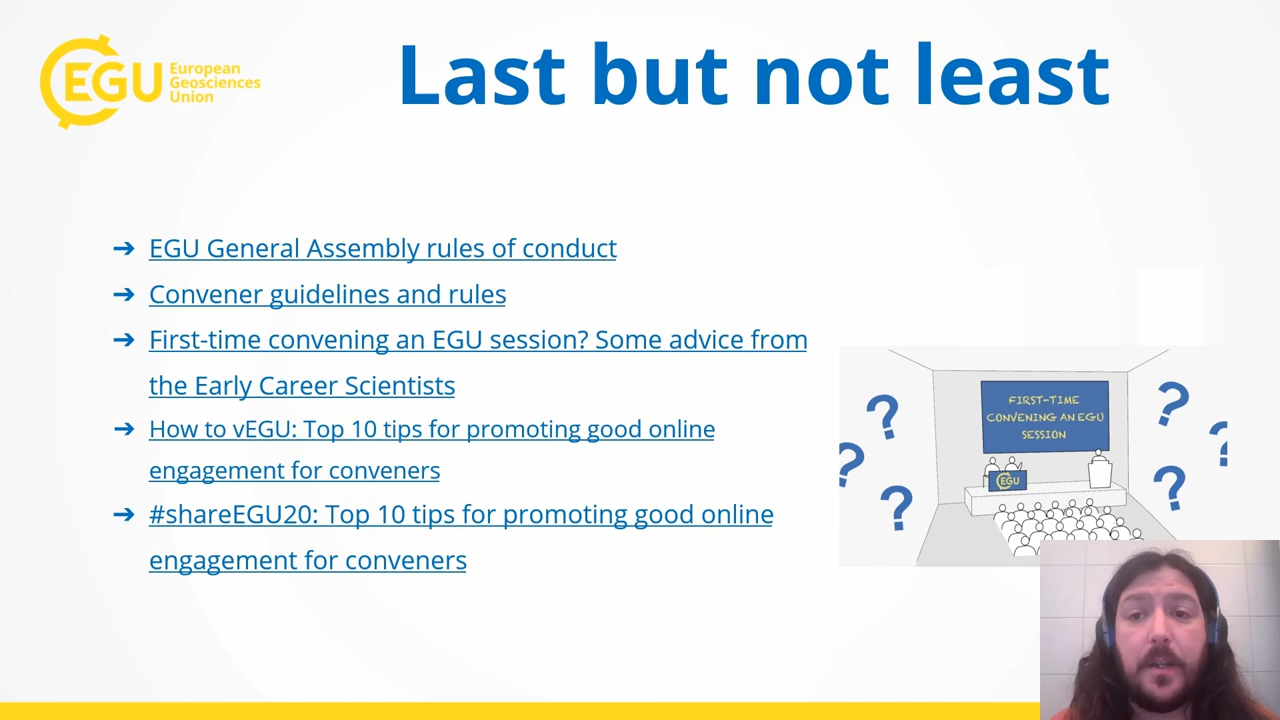 EGU European
Geosciences
Union
Last but not least
➔ EGU General Assembly rules of conduct
➔ Convener guidelines and rules
➔ First-time convening an EGU session? Some advice from
the Early Career Scientists
➔ How to vEGU: Top 10 tips for promoting good online
engagement for conveners
➔ #shareEGU20: Top 10 tips for promoting good online
engagement for conveners
? ? ? ? ? ?
FIRST-TIME
CONVENING AN EGU
SESSION
EGU